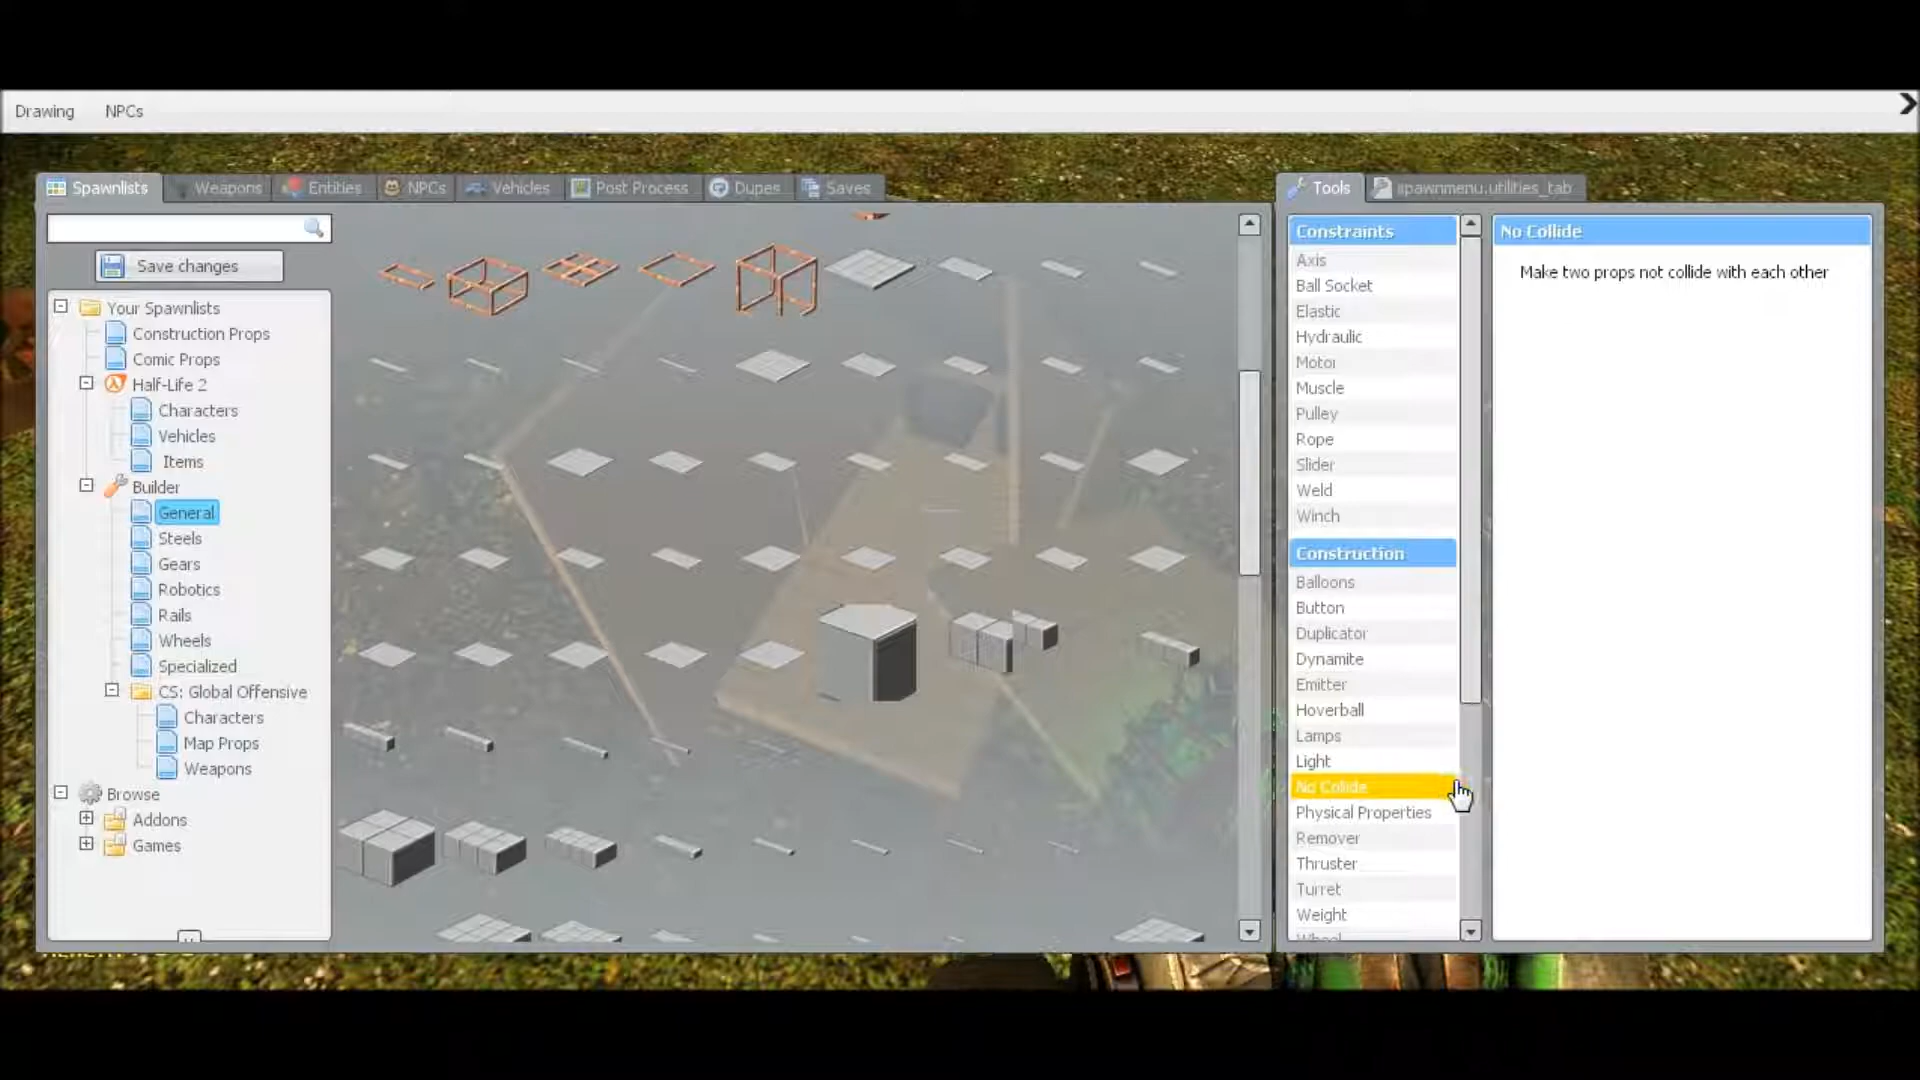 Drawing NPCs
Spawnlists Weapons Entities NPCs Vehicles Post Process Dupes Saves
Save changes
Your Spawnlists
Construction Props
Comic Props
Half-Life 2
Characters
Vehicles
Items
Builder
General
Steels
Gears
Robotics
Rails
Wheels
Specialized
CS: Global Offensive
Characters
Map Props
Weapons
Browse
Addons
Games
Tools spawnmenu.utilities_tab
Constraints
Axis
Ball Socket
Elastic
Hydraulic
Motor
Muscle
Pulley
Rope
Slider
Weld
Winch
Construction
Balloons
Button
Duplicator
Dynamite
Emitter
Hoverball
Lamps
Light
No Collide
Physical Properties
Remover
Thruster
Turret
Weight
Wheel
No Collide
Make two props not collide with each other